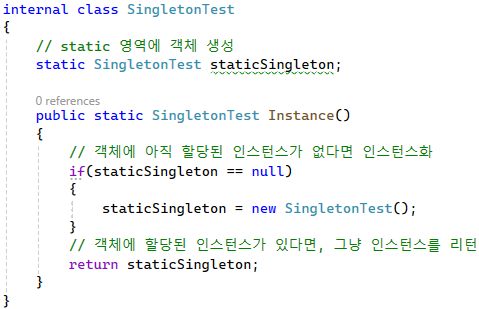 internal class SingletonTest
{
// static 영역에 객체 생성
static SingletonTest staticSingleton;
0 references
public static SingletonTest Instance()
{
// 객체에 아직 할당된 인스턴스가 없다면 인스턴스화
if(staticSingleton == null)
{
staticSingleton = new SingletonTest();
}
// 객체에 할당된 인스턴스가 있다면, 그냥 인스턴스를 리턴
return staticSingleton;
}
}